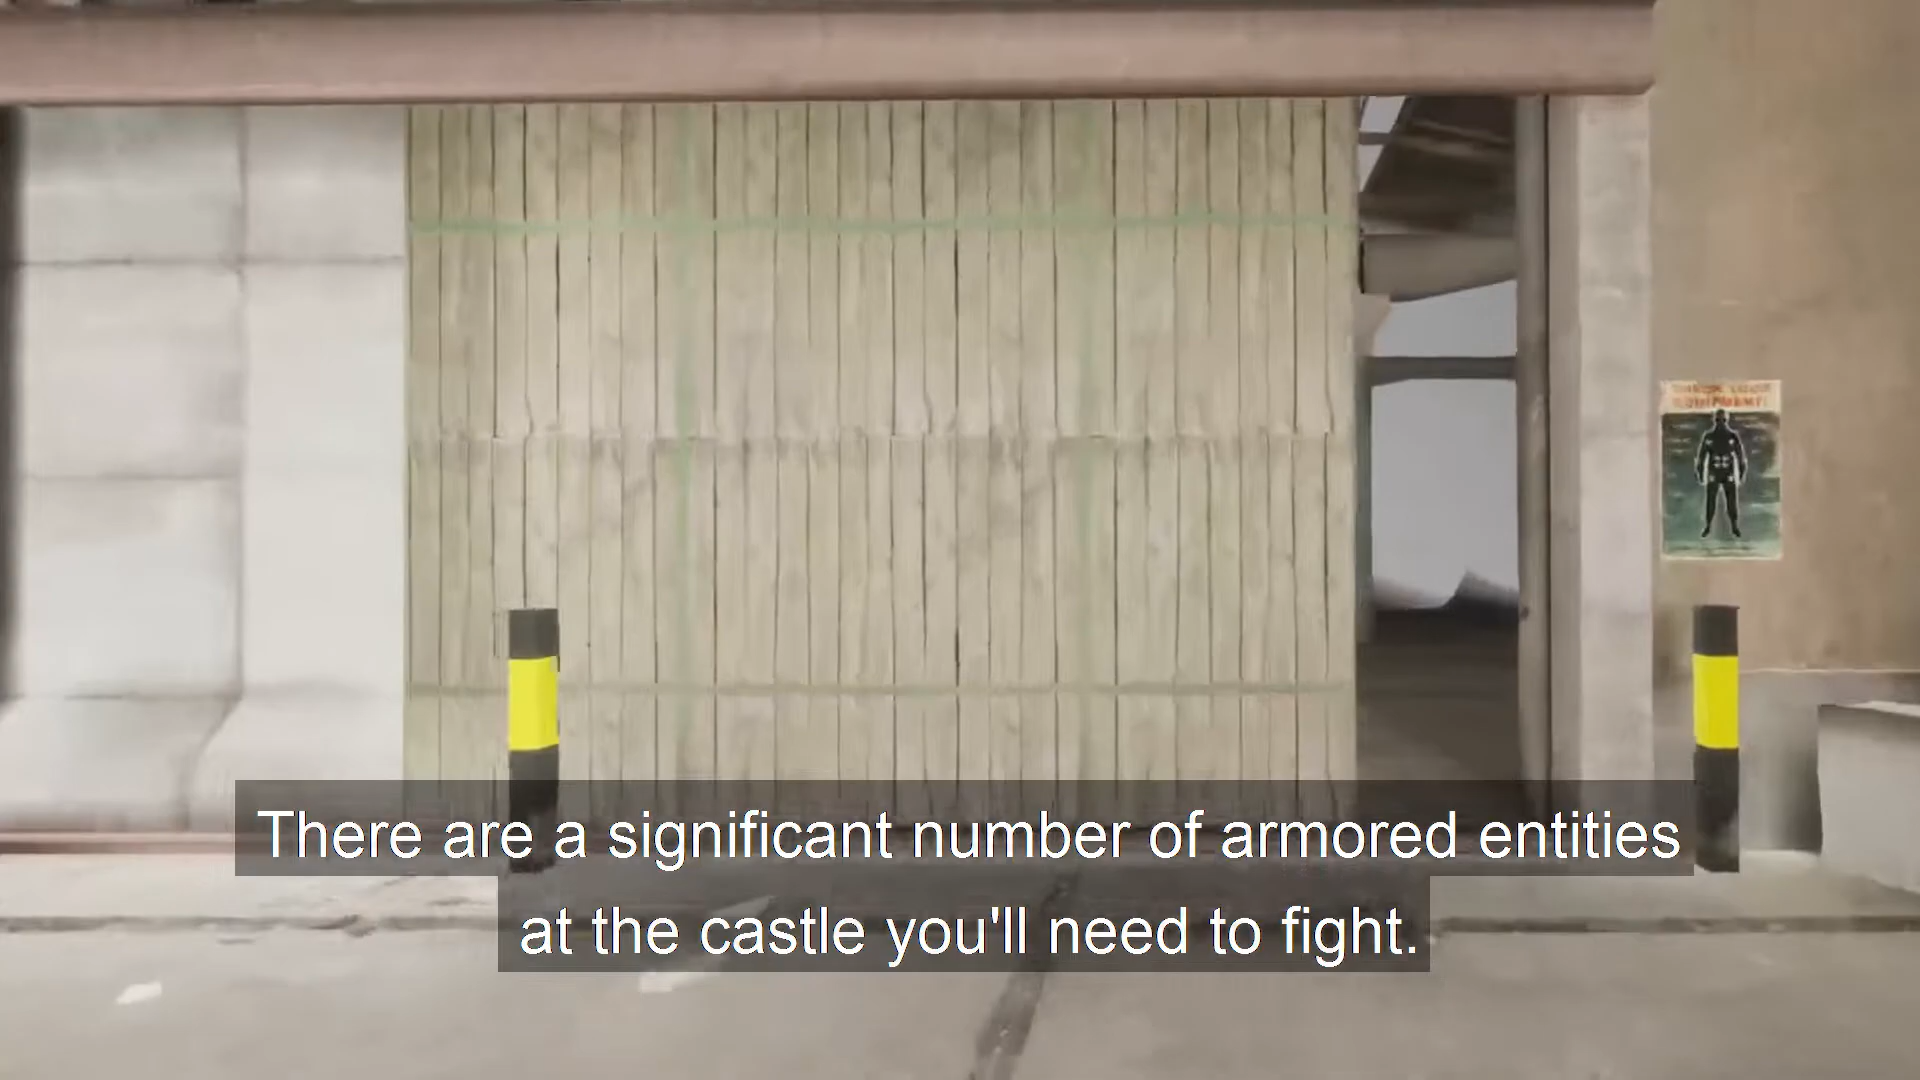 There are a significant number of armored entities
at the castle you'll need to fight.